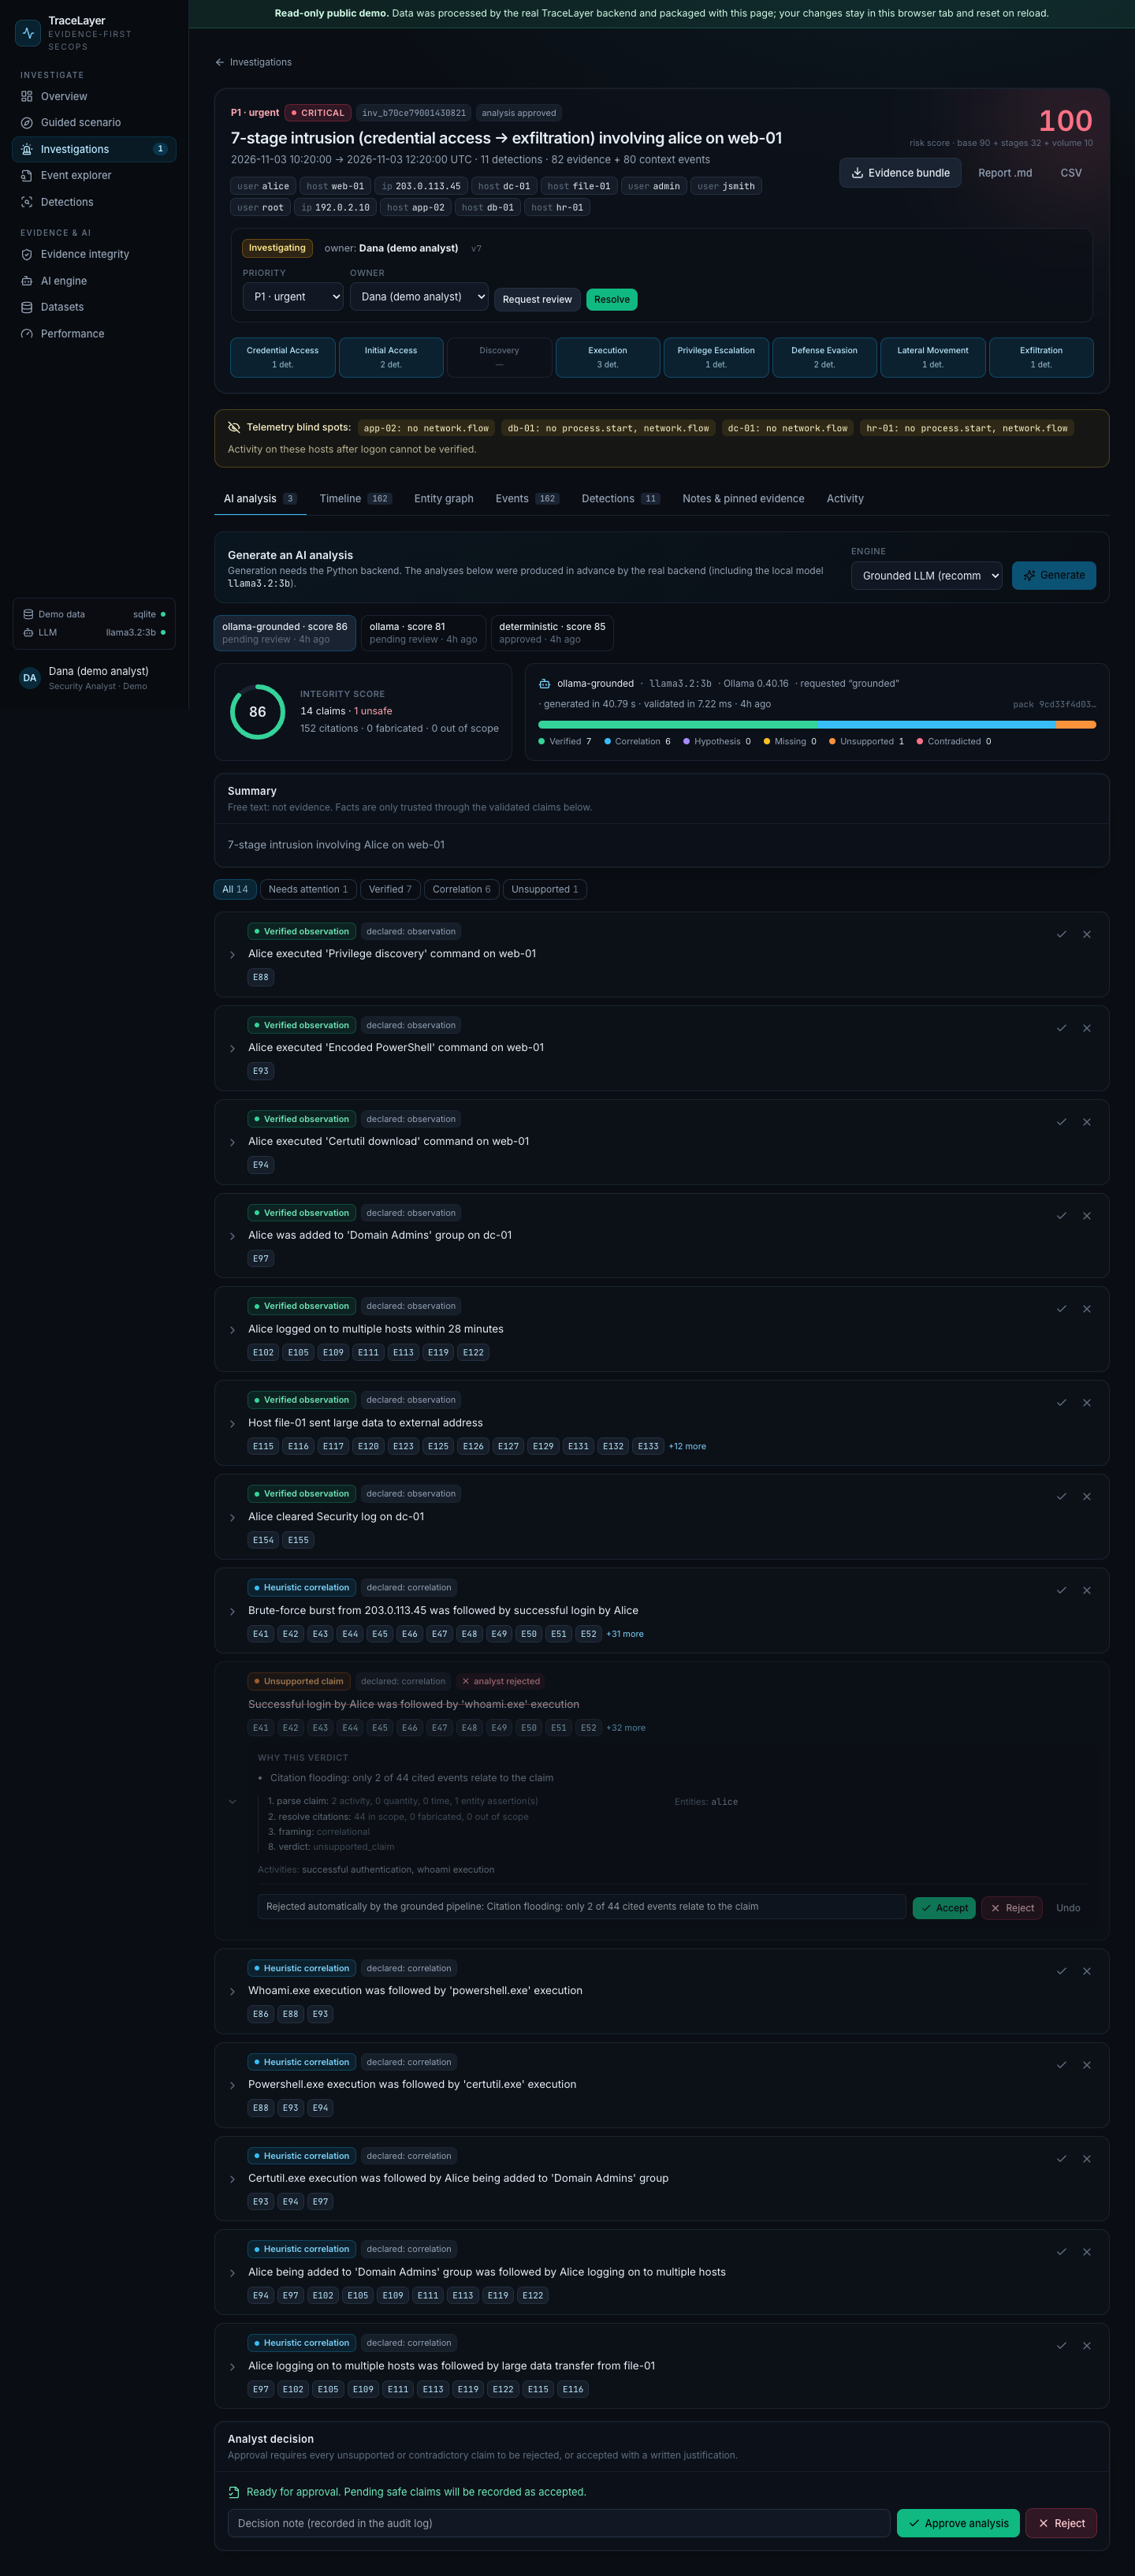 TraceLayer
EVIDENCE-FIRST
SECOPS
INVESTIGATE
Overview
Guided scenario
Investigations 1
Event explorer
Detections
EVIDENCE & AI
Evidence integrity
AI engine
Datasets
Performance
Demo data sqlite
LLM llama3.2:3b
DA Dana (demo analyst)
Security Analyst · Demo
Read-only public demo. Data was processed by the real TraceLayer backend and packaged with this page; your changes stay in this browser tab and reset on reload.
Investigations
P1 · urgent CRITICAL inv_b70ce79001430821 analysis approved
7-stage intrusion (credential access → exfiltration) involving alice on web-01
2026-11-03 10:20:00 → 2026-11-03 12:20:00 UTC · 11 detections · 82 evidence + 80 context events
100
risk score · base 90 + stages 32 + volume 10
Evidence bundle Report .md CSV
user alice host web-01 ip 203.0.113.45 host dc-01 host file-01 user admin user jsmith
user root ip 192.0.2.10 host app-02 host db-01 host hr-01
Investigating owner: Dana (demo analyst) v7
PRIORITY OWNER
P1 · urgent Dana (demo analyst) Request review Resolve
Credential Access Initial Access Discovery Execution Privilege Escalation Defense Evasion Lateral Movement Exfiltration
1 det. 2 det. — 3 det. 1 det. 2 det. 1 det. 1 det.
Telemetry blind spots: app-02: no network.flow db-01: no process.start, network.flow dc-01: no network.flow hr-01: no process.start, network.flow
Activity on these hosts after logon cannot be verified.
AI analysis 3 Timeline 162 Entity graph Events 162 Detections 11 Notes & pinned evidence Activity
Generate an AI analysis
Generation needs the Python backend. The analyses below were produced in advance by the real backend (including the local model
llama3.2:3b).
ENGINE
Grounded LLM (recomm Generate
ollama-grounded · score 86 ollama · score 81 deterministic · score 85
pending review · 4h ago pending review · 4h ago approved · 4h ago
86
INTEGRITY SCORE
14 claims · 1 unsafe
152 citations · 0 fabricated · 0 out of scope
ollama-grounded · llama3.2:3b · Ollama 0.40.16 · requested “grounded”
· generated in 40.79 s · validated in 7.22 ms · 4h ago pack 9cd33f4d03…
Verified 7 Correlation 6 Hypothesis 0 Missing 0 Unsupported 1 Contradicted 0
Summary
Free text: not evidence. Facts are only trusted through the validated claims below.
7-stage intrusion involving Alice on web-01
All 14 Needs attention 1 Verified 7 Correlation 6 Unsupported 1
Verified observation declared: observation
Alice executed 'Privilege discovery' command on web-01
E88
Verified observation declared: observation
Alice executed 'Encoded PowerShell' command on web-01
E93
Verified observation declared: observation
Alice executed 'Certutil download' command on web-01
E94
Verified observation declared: observation
Alice was added to 'Domain Admins' group on dc-01
E97
Verified observation declared: observation
Alice logged on to multiple hosts within 28 minutes
E102 E105 E109 E111 E113 E119 E122
Verified observation declared: observation
Host file-01 sent large data to external address
E115 E116 E117 E120 E123 E125 E126 E127 E129 E131 E132 E133 +12 more
Verified observation declared: observation
Alice cleared Security log on dc-01
E154 E155
Heuristic correlation declared: correlation
Brute-force burst from 203.0.113.45 was followed by successful login by Alice
E41 E42 E43 E44 E45 E46 E47 E48 E49 E50 E51 E52 +31 more
Unsupported claim declared: correlation analyst rejected
Successful login by Alice was followed by 'whoami.exe' execution
E41 E42 E43 E44 E45 E46 E47 E48 E49 E50 E51 E52 +32 more
WHY THIS VERDICT
• Citation flooding: only 2 of 44 cited events relate to the claim
1. parse claim: 2 activity, 0 quantity, 0 time, 1 entity assertion(s) Entities: alice
2. resolve citations: 44 in scope, 0 fabricated, 0 out of scope
3. framing: correlational
8. verdict: unsupported_claim
Activities: successful authentication, whoami execution
Rejected automatically by the grounded pipeline: Citation flooding: only 2 of 44 cited events relate to the claim Accept Reject Undo
Heuristic correlation declared: correlation
Whoami.exe execution was followed by 'powershell.exe' execution
E86 E88 E93
Heuristic correlation declared: correlation
Powershell.exe execution was followed by 'certutil.exe' execution
E88 E93 E94
Heuristic correlation declared: correlation
Certutil.exe execution was followed by Alice being added to 'Domain Admins' group
E93 E94 E97
Heuristic correlation declared: correlation
Alice being added to 'Domain Admins' group was followed by Alice logging on to multiple hosts
E94 E97 E102 E105 E109 E111 E113 E119 E122
Heuristic correlation declared: correlation
Alice logging on to multiple hosts was followed by large data transfer from file-01
E97 E102 E105 E109 E111 E113 E119 E122 E115 E116
Analyst decision
Approval requires every unsupported or contradictory claim to be rejected, or accepted with a written justification.
Ready for approval. Pending safe claims will be recorded as accepted.
Decision note (recorded in the audit log) Approve analysis Reject